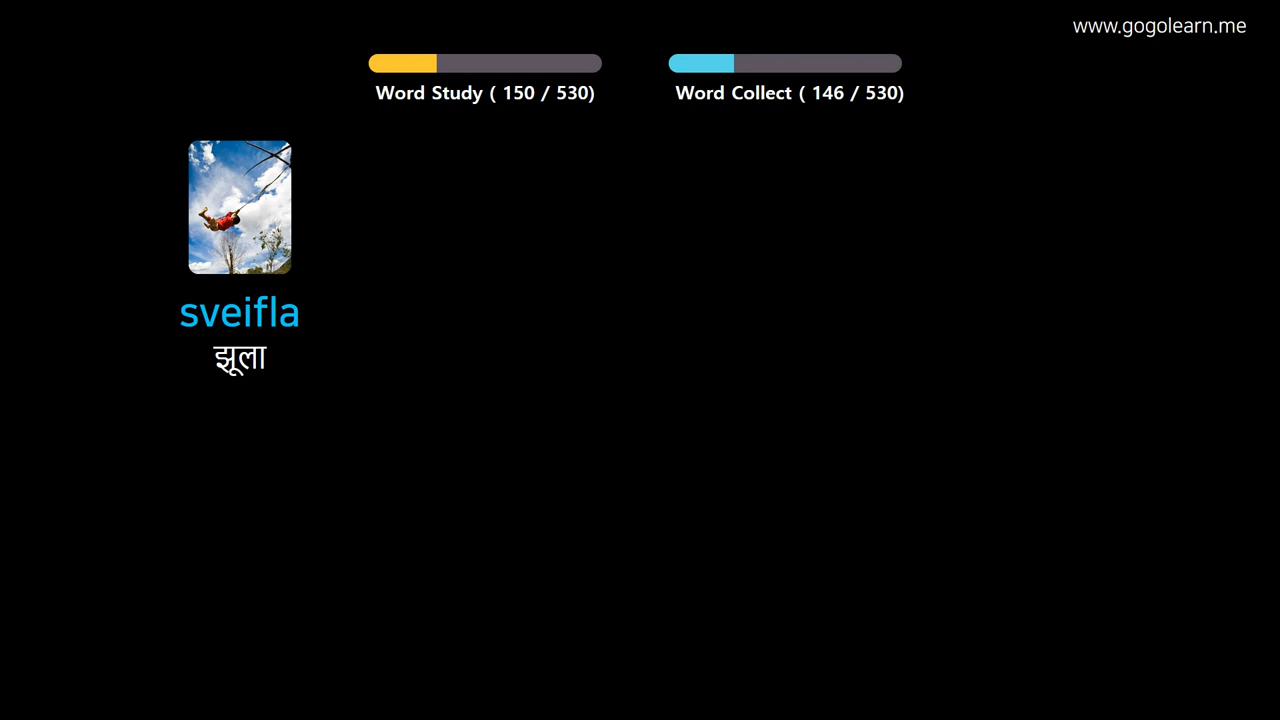 www.gogolearn.me
Word Study ( 150 / 530)
Word Collect ( 146 / 530)
sveifla
झूला